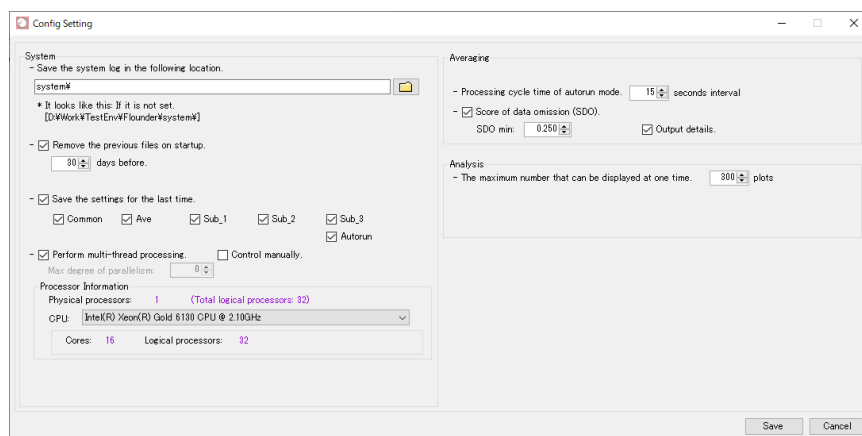 Config Setting
System
- Save the system log in the following location.
system¥
* It looks like this: If it is not set.
[D:¥Work¥TestEnv¥Flounder¥system¥]
- Remove the previous files on startup.
30 days before.
- Save the settings for the last time.
Common Ave Sub_1 Sub_2 Sub_3
Autorun
- Perform multi-thread processing. Control manually.
Max degree of parallelism: 0
Processor Information
Physical processors: 1 (Total logical processors: 32)
CPU: Intel(R) Xeon(R) Gold 6130 CPU @ 2.10GHz
Cores: 16 Logical processors: 32
Averaging
- Processing cycle time of autorun mode. 15 seconds interval
- Score of data omission (SDO).
SDO min: 0.250 Output details.
Analysis
- The maximum number that can be displayed at one time. 300 plots
Save Cancel